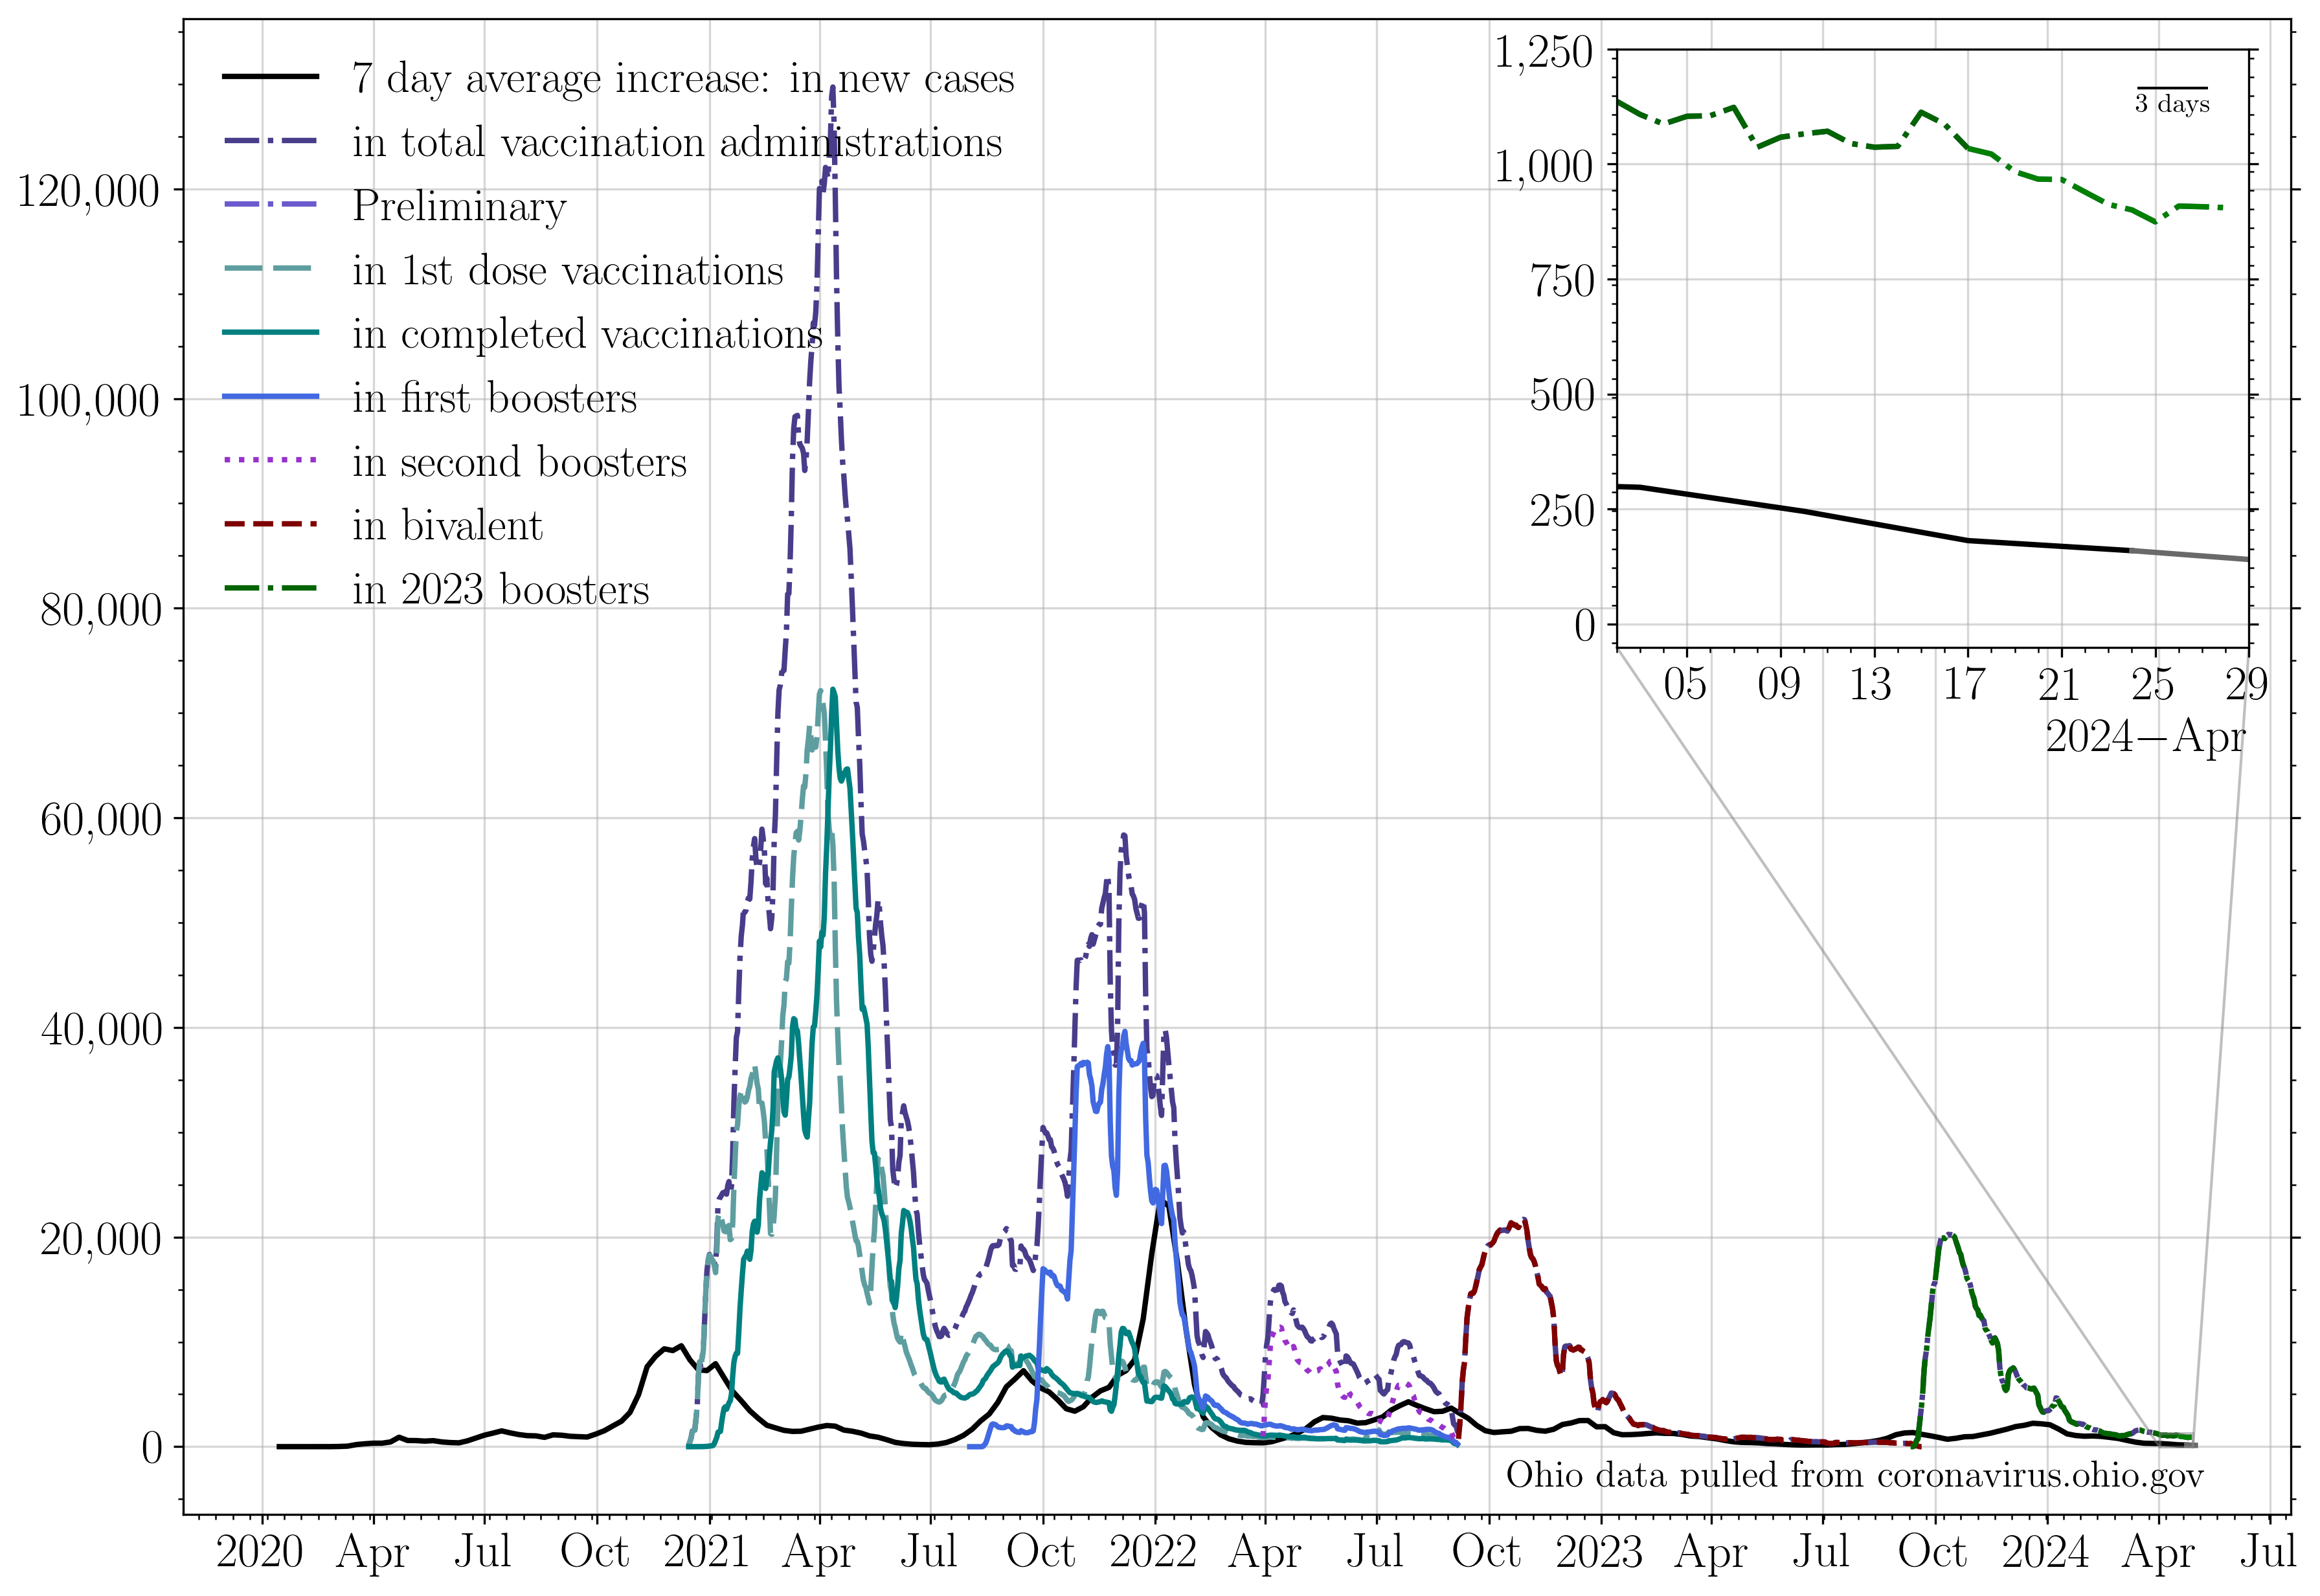 7 day average increase: in new cases
in total vaccination administrations
Preliminary
in 1st dose vaccinations
in completed vaccinations
in first boosters
in second boosters
in bivalent
in 2023 boosters
120,000
100,000
80,000
60,000
40,000
20,000
0
1,250
1,000
750
500
250
0
3 days
05 09 13 17 21 25 29
2024−Apr
Ohio data pulled from coronavirus.ohio.gov
2020 Apr Jul Oct 2021 Apr Jul Oct 2022 Apr Jul Oct 2023 Apr Jul Oct 2024 Apr Jul